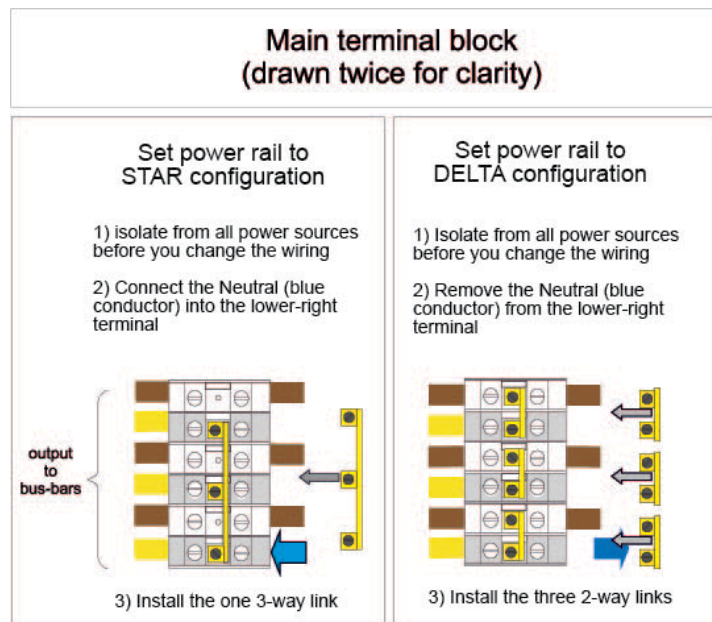 Main terminal block
(drawn twice for clarity)
Set power rail to
STAR configuration
1) isolate from all power sources
before you change the wiring
2) Connect the Neutral (blue
conductor) into the lower-right
terminal
output
to
bus-bars
3) Install the one 3-way link
Set power rail to
DELTA configuration
1) Isolate from all power sources
before you change the wiring
2) Remove the Neutral (blue
conductor) from the lower-right
terminal
3) Install the three 2-way links